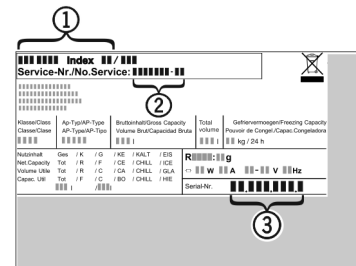 1
Index /
Service-Nr./No.Service: -
2
Klasse/Class Ap-Typ/AP-Type Bruttoinhalt/Gross Capacity Total Gefriervermoegen/Freezing Capacity
Classe/Clase AP-Type/AP-Tipo Volume Brut/Capacidad Bruta volume Pouvoir de Congel./Capac.Congeladora
l l kg / 24 h
Nutzinhalt Ges / K / G / KE / KALT / EIS
Net Capacity Tot / R / F / CE / CHILL / ICE
Volume Utile Tot / R / C / CA / CHILL / GLA
Capac. Util Tot / F / C / BO / CHILL / HIE
l / l
R : g
W A - V Hz
Serial-Nr.
3